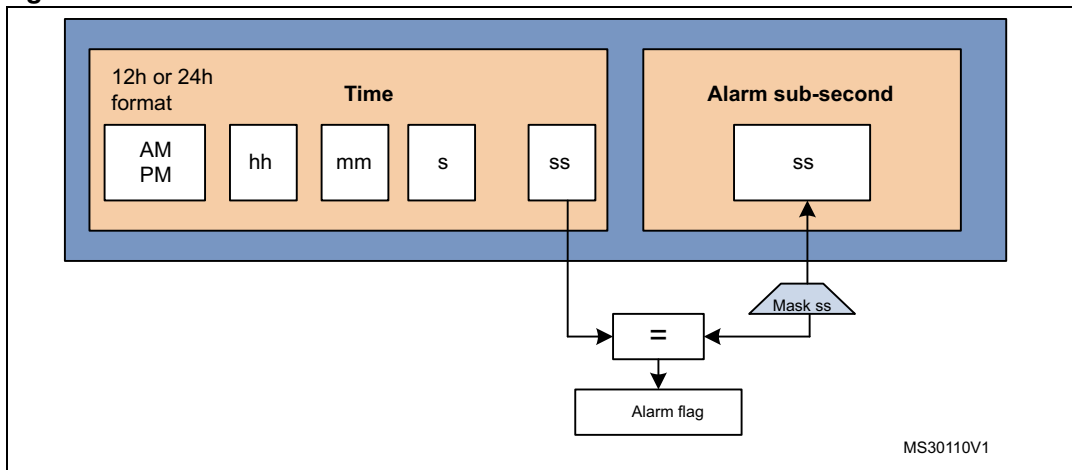 12h or 24h
format
Time
AM
PM
hh
mm
s
ss
Alarm sub-second
ss
Mask ss
=
Alarm flag
MS30110V1